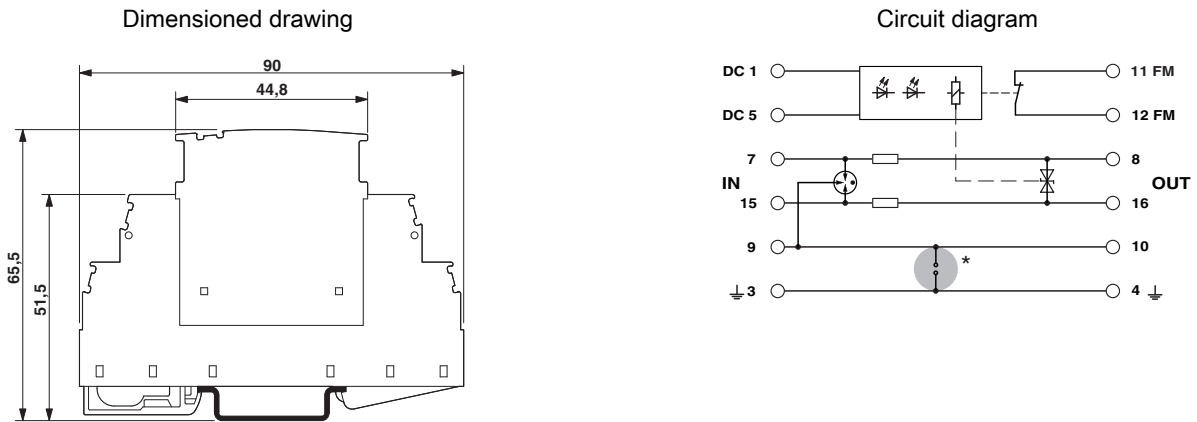 Dimensioned drawing
90
44,8
65,5
51,5
Circuit diagram
DC 1
11 FM
DC 5
12 FM
7
8
IN
OUT
15
16
9
10
*
3
4